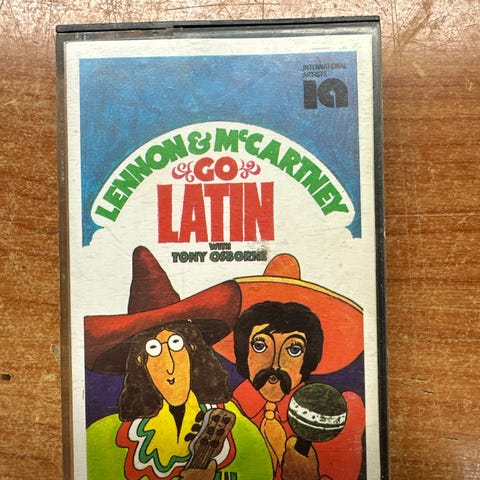 INTERNATIONAL
ARTISTS
ia
LENNON & McCARTNEY
GO
LATIN
WITH
TONY OSBORNE